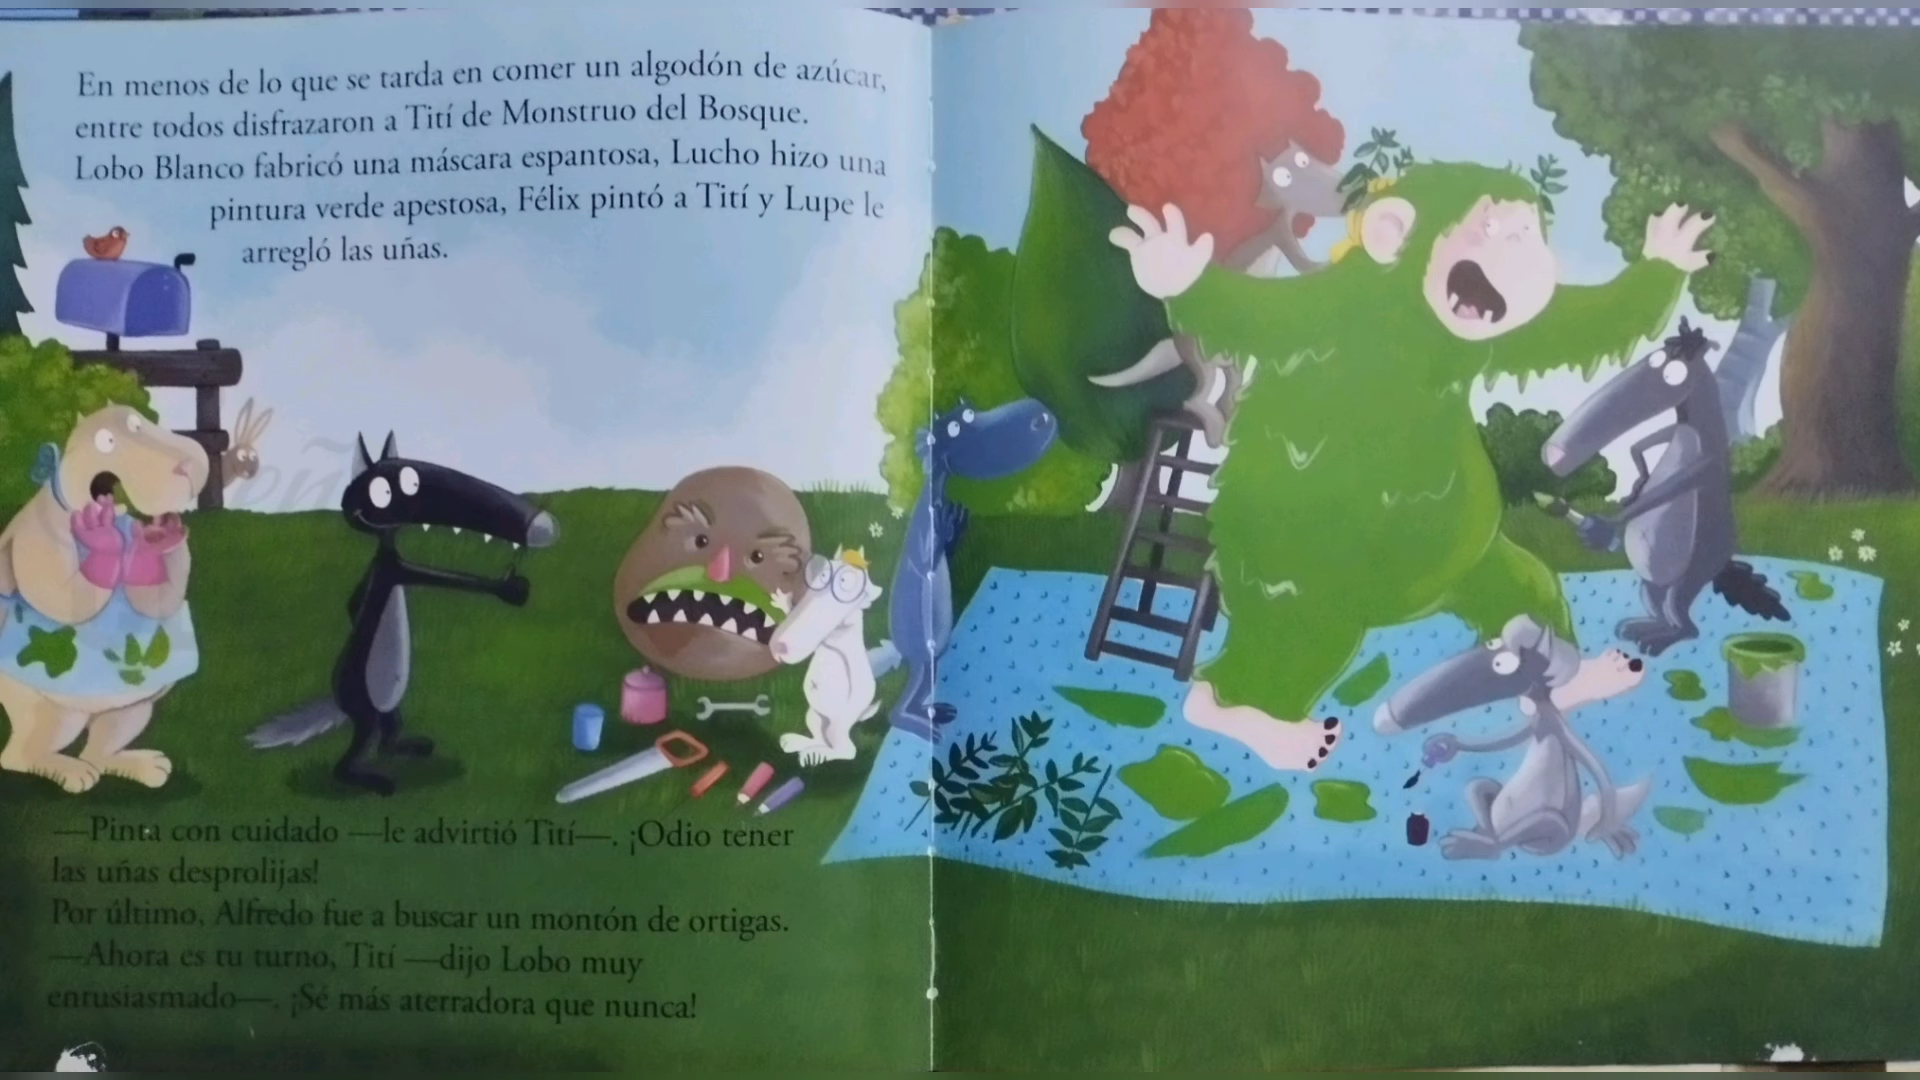 En menos de lo que se tarda en comer un algodón de azúcar,
entre todos disfrazaron a Tití de Monstruo del Bosque.
Lobo Blanco fabricó una máscara espantosa, Lucho hizo una
pintura verde apestosa, Félix pintó a Tití y Lupe le
arregló las uñas.
—Pinta con cuidado —le advirtió Tití—. ¡Odio tener
las uñas desprolijas!
Por último, Alfredo fue a buscar un montón de ortigas.
—Ahora es tu turno, Tití —dijo Lobo muy
entusiasmado—. ¡Sé más aterradora que nunca!